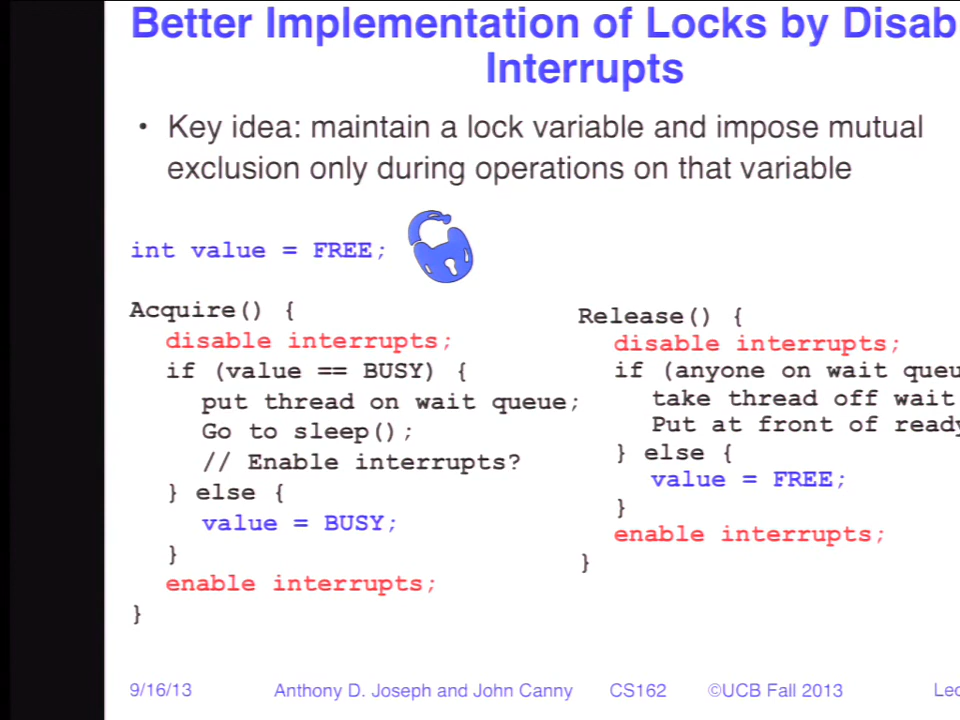 Better Implementation of Locks by Disab
Interrupts
• Key idea: maintain a lock variable and impose mutual
exclusion only during operations on that variable
int value = FREE;
Acquire() {
disable interrupts;
if (value == BUSY) {
put thread on wait queue;
Go to sleep();
// Enable interrupts?
} else {
value = BUSY;
}
enable interrupts;
}
Release() {
disable interrupts;
if (anyone on wait queu
take thread off wait
Put at front of ready
} else {
value = FREE;
}
enable interrupts;
}
9/16/13 Anthony D. Joseph and John Canny CS162 ©UCB Fall 2013 Lec